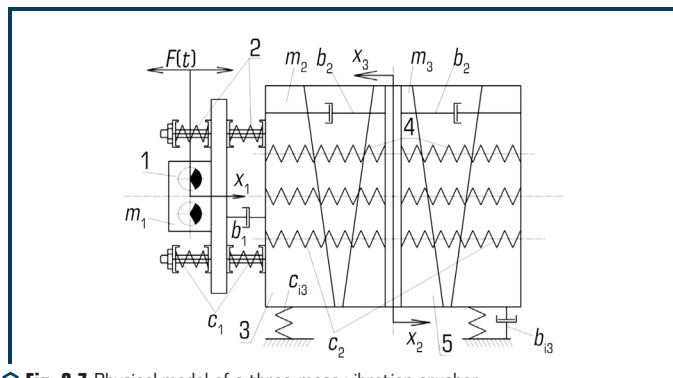 F(t)
2
m₂ b₂ x₃ m₃ b₂
4
1
x₁
m₁
b₁
c₁
3
cᵢ₃
c₂
x₂
5
bᵢ₃
Fig. 8.7 Physical model of a three-mass vibration crusher